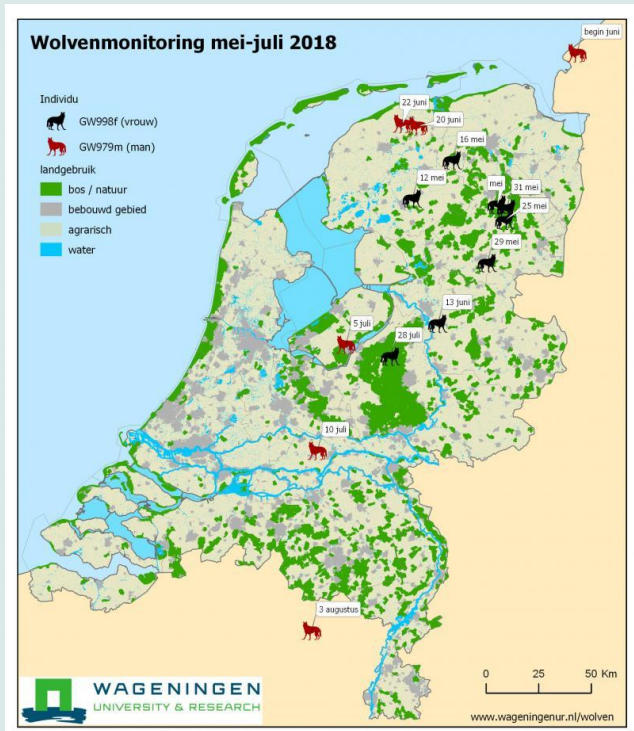 Wolvenmonitoring mei-juli 2018
begin juni
Individu
GW998f (vrouw)
GW979m (man)
landgebruik
bos / natuur
bebouwd gebied
agrarisch
water
22 juni
20 juni
16 mei
12 mei
mei
31 mei
25 mei
29 mei
13 juni
5 juli
28 juli
10 juli
3 augustus
0 25 50 Km
WAGENINGEN
UNIVERSITY & RESEARCH
www.wageningenur.nl/wolven